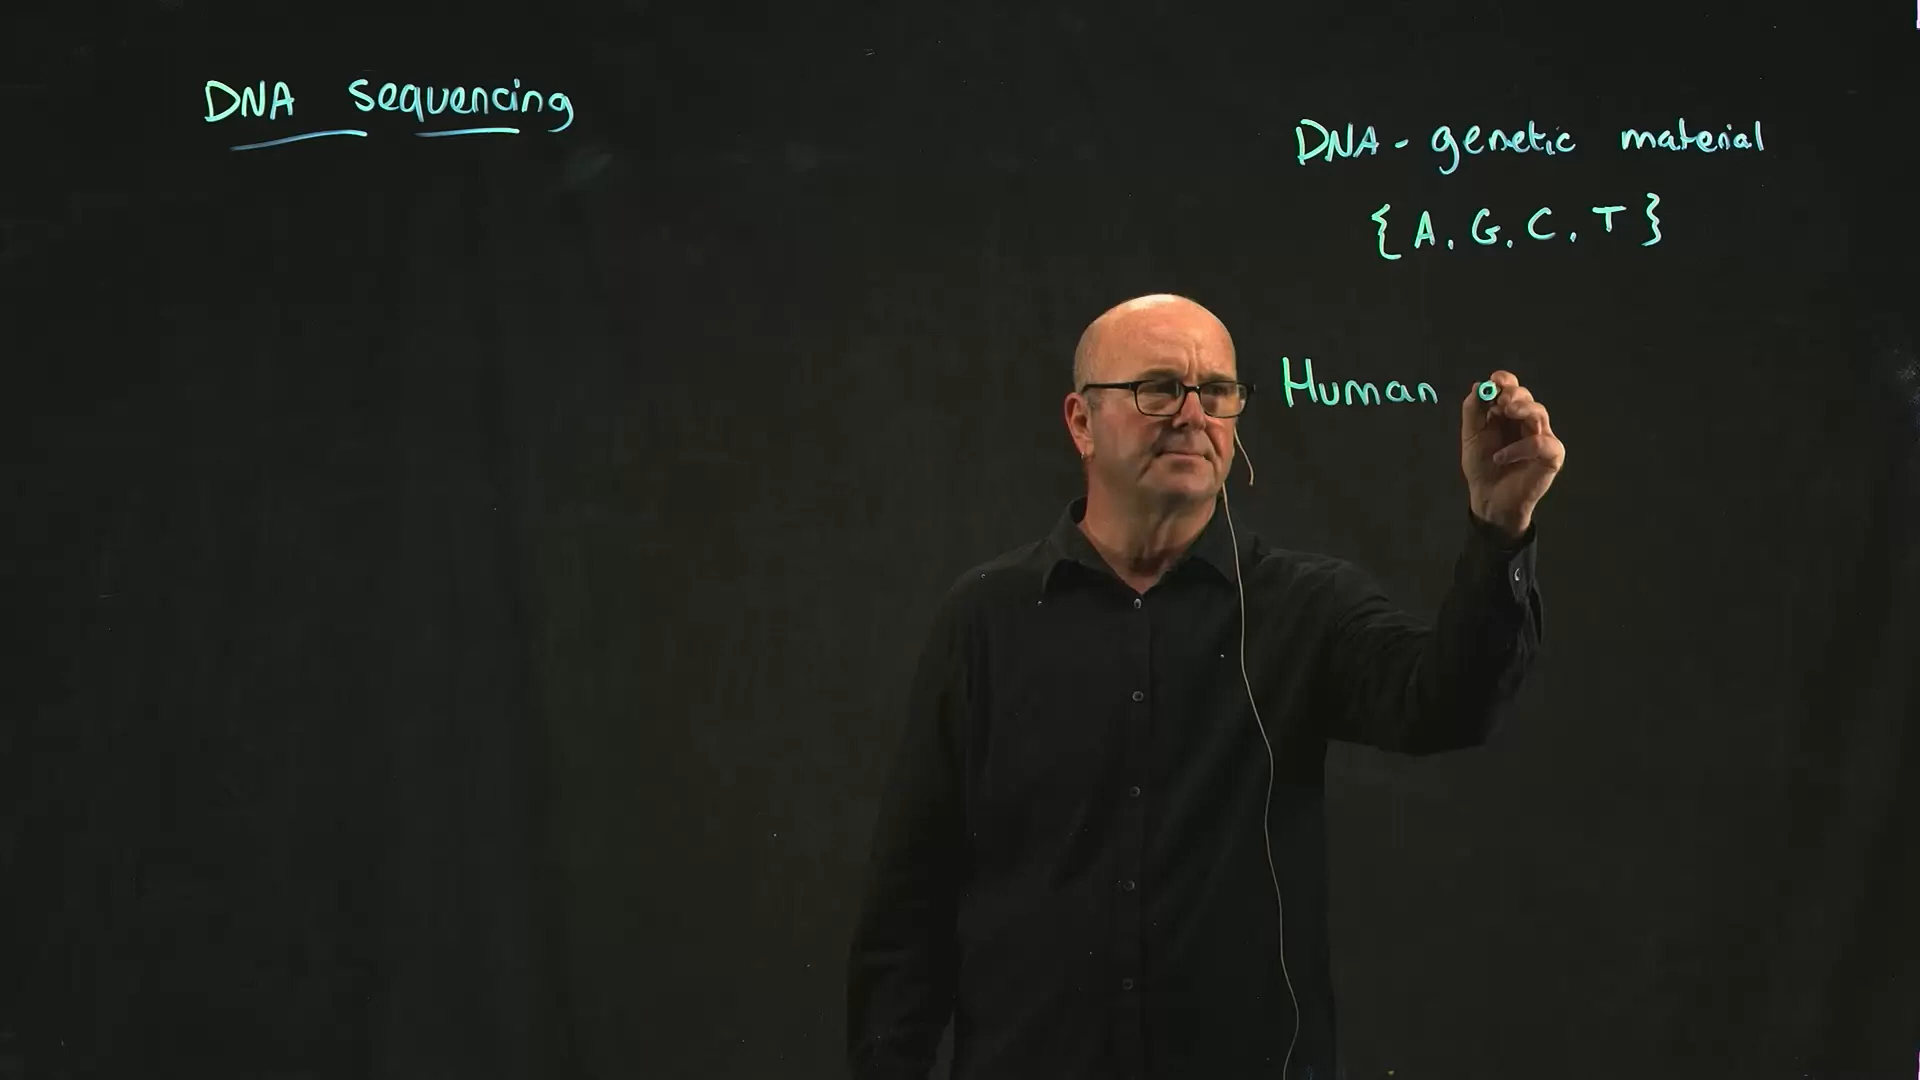 DNA sequencing
DNA - genetic material
{A, G, C, T}
Human